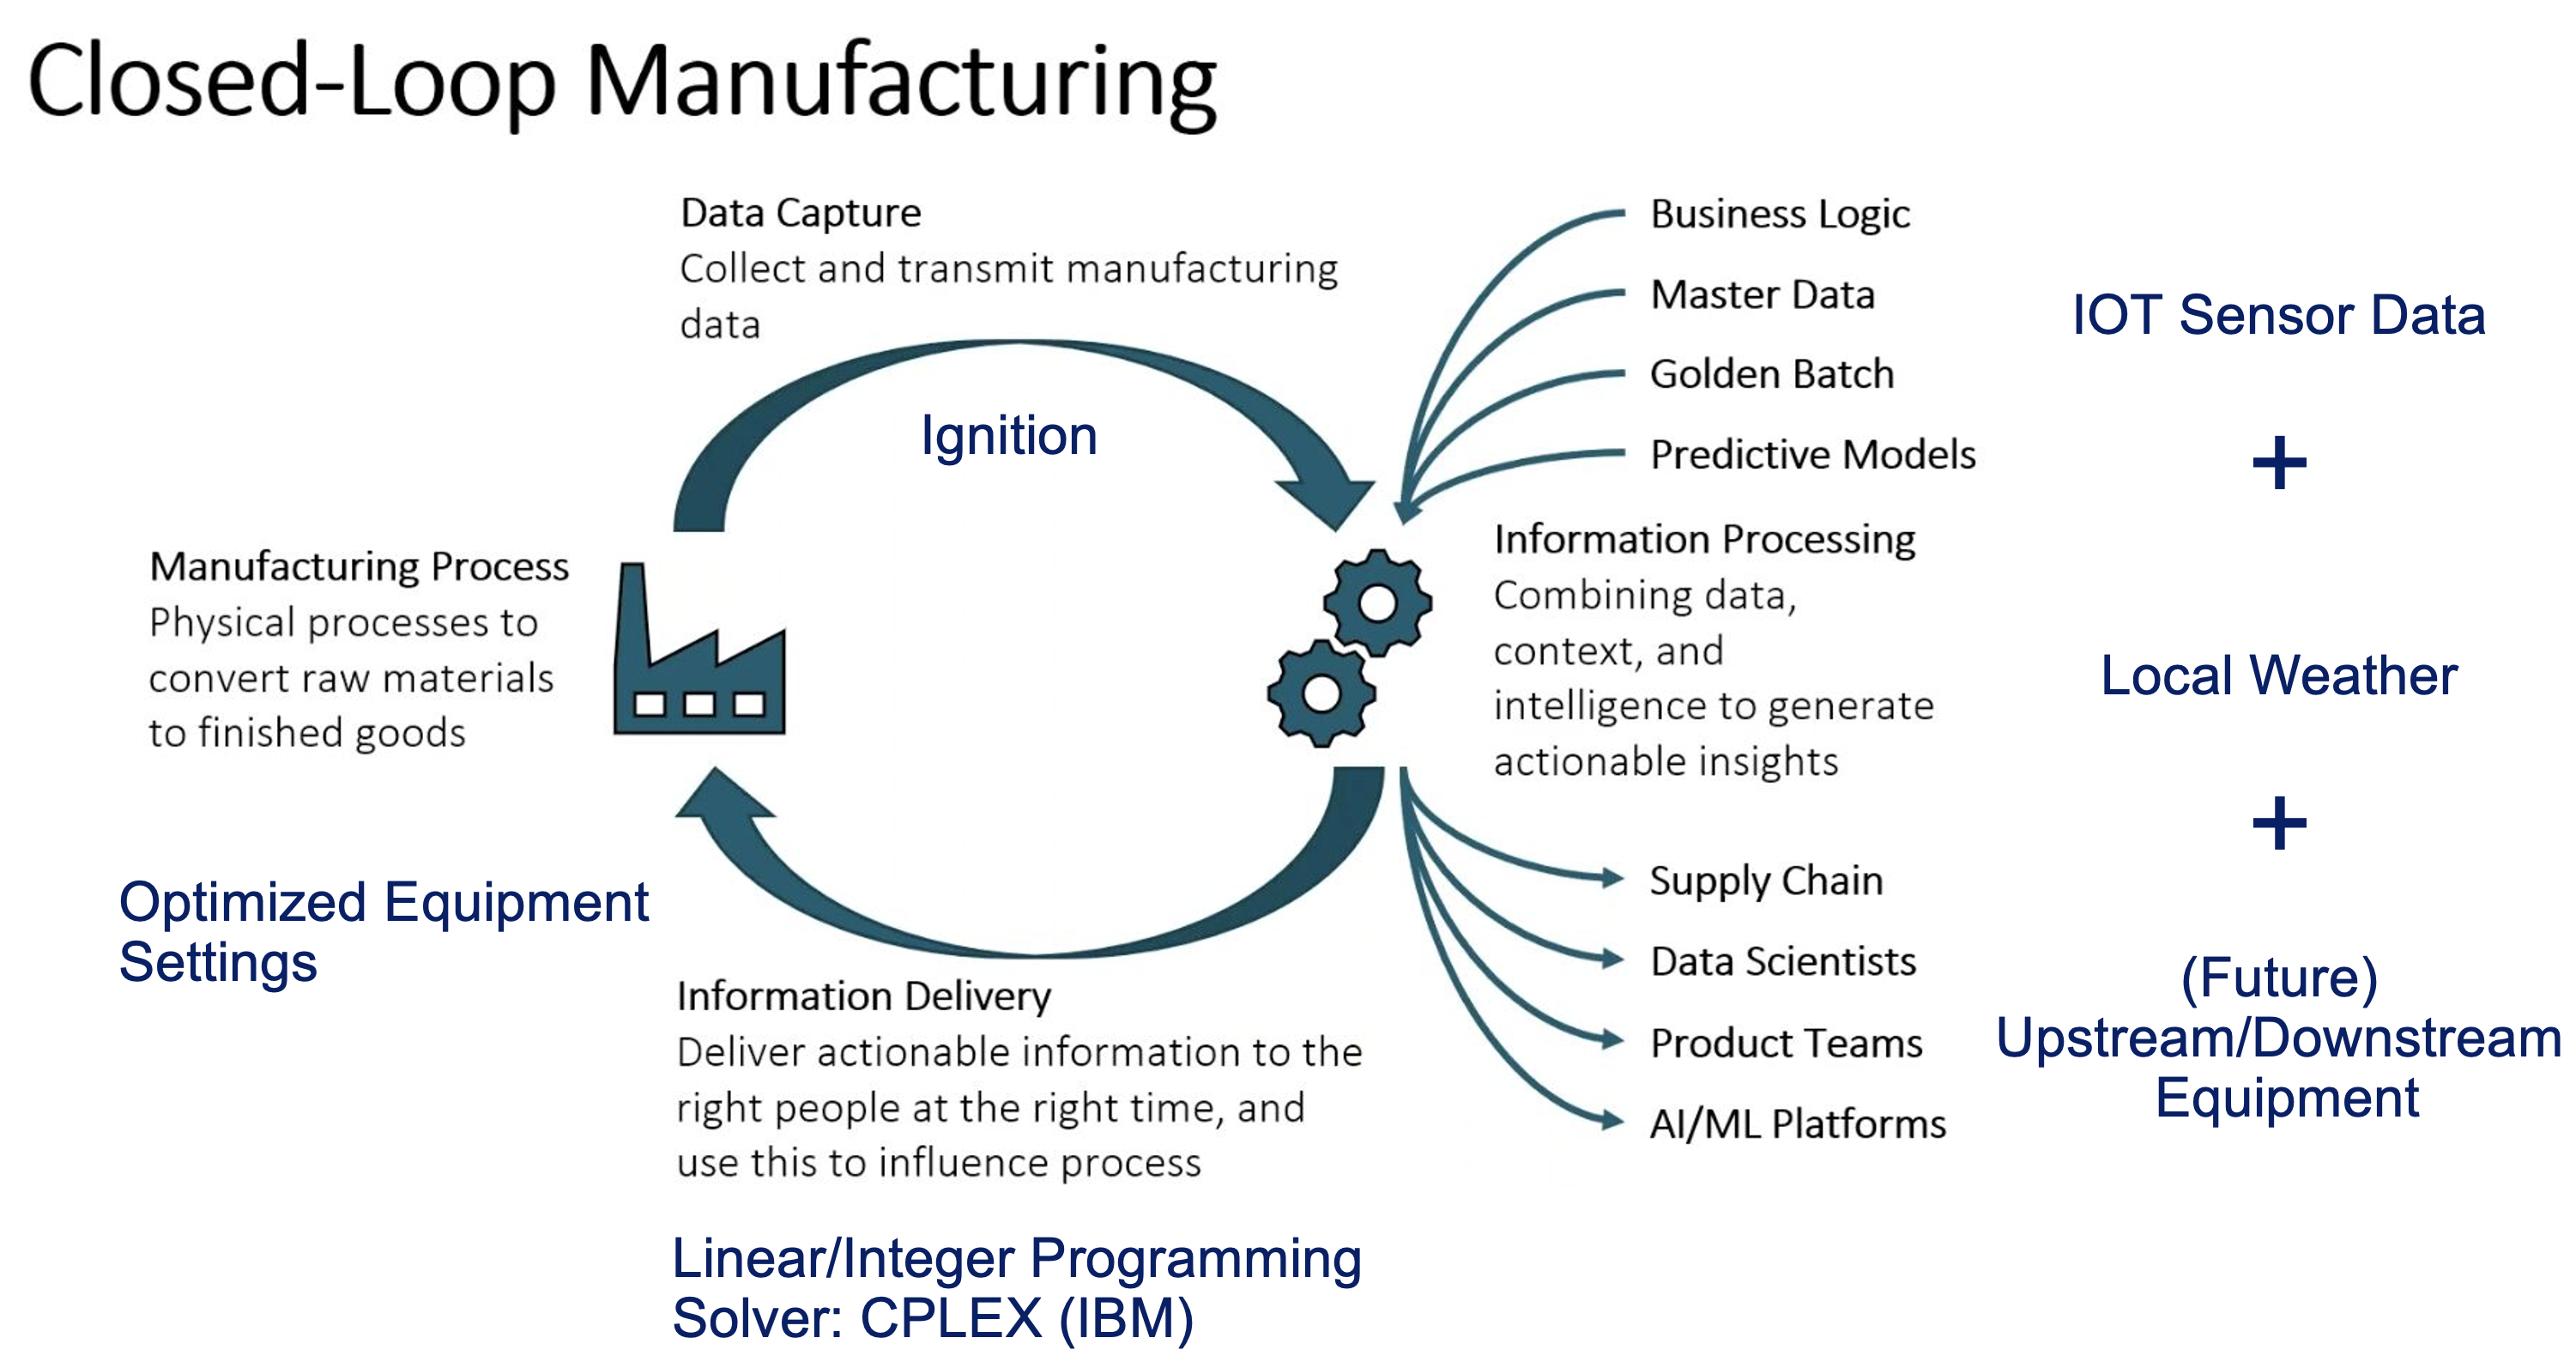 Closed-Loop Manufacturing
Data Capture
Collect and transmit manufacturing
data
Ignition
Business Logic
Master Data
Golden Batch
Predictive Models
IOT Sensor Data
+
Local Weather
+
(Future)
Upstream/Downstream
Equipment
Manufacturing Process
Physical processes to
convert raw materials
to finished goods
Information Processing
Combining data,
context, and
intelligence to generate
actionable insights
Optimized Equipment
Settings
Supply Chain
Data Scientists
Product Teams
AI/ML Platforms
Information Delivery
Deliver actionable information to the
right people at the right time, and
use this to influence process
Linear/Integer Programming
Solver: CPLEX (IBM)